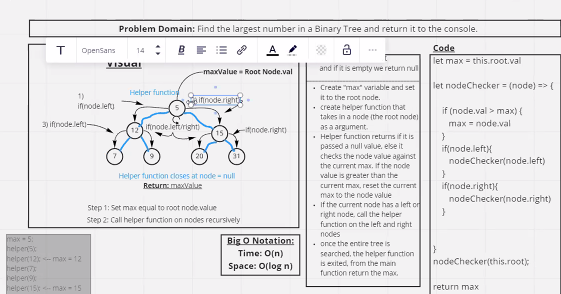 Problem Domain: Find the largest number in a Binary Tree and return it to the console.
T OpenSans 14 B A
Visual
maxValue = Root Node.val
Helper function
1)
if(node.left)
if(node.right)
5
3) if(node.left)
12
if(node.left/right)
15
if(node.right)
7
9
20
31
Helper function closes at node = null
Return: maxValue
Step 1: Set max equal to root node.value
Step 2: Call helper function on nodes recursively
max = 5;
helper(5);
helper(12); <-- max = 12
helper(7);
helper(9);
helper(15); <-- max = 15
Big O Notation:
Time: O(n)
Space: O(log n)
and if it is empty we return null
• Create "max" variable and set
it to the root node.
• create helper function that
takes in a node (the root node)
as a argument.
• Helper function returns if it is
passed a null value, else it
checks the node value against
the current max. if the node
value is greater than the
current max, reset the current
max to the node value
• if the current node has a left or
right node, call the helper
function on the left and right
nodes
• once the entire tree is
searched, the helper function
is exited, from the main
function return the max.
Code
let max = this.root.val
let nodeChecker = (node) => {
if (node.val > max) {
max = node.val
}
if(node.left){
nodeChecker(node.left)
}
if(node.right){
nodeChecker(node.right)
}
}
nodeChecker(this.root);
return max